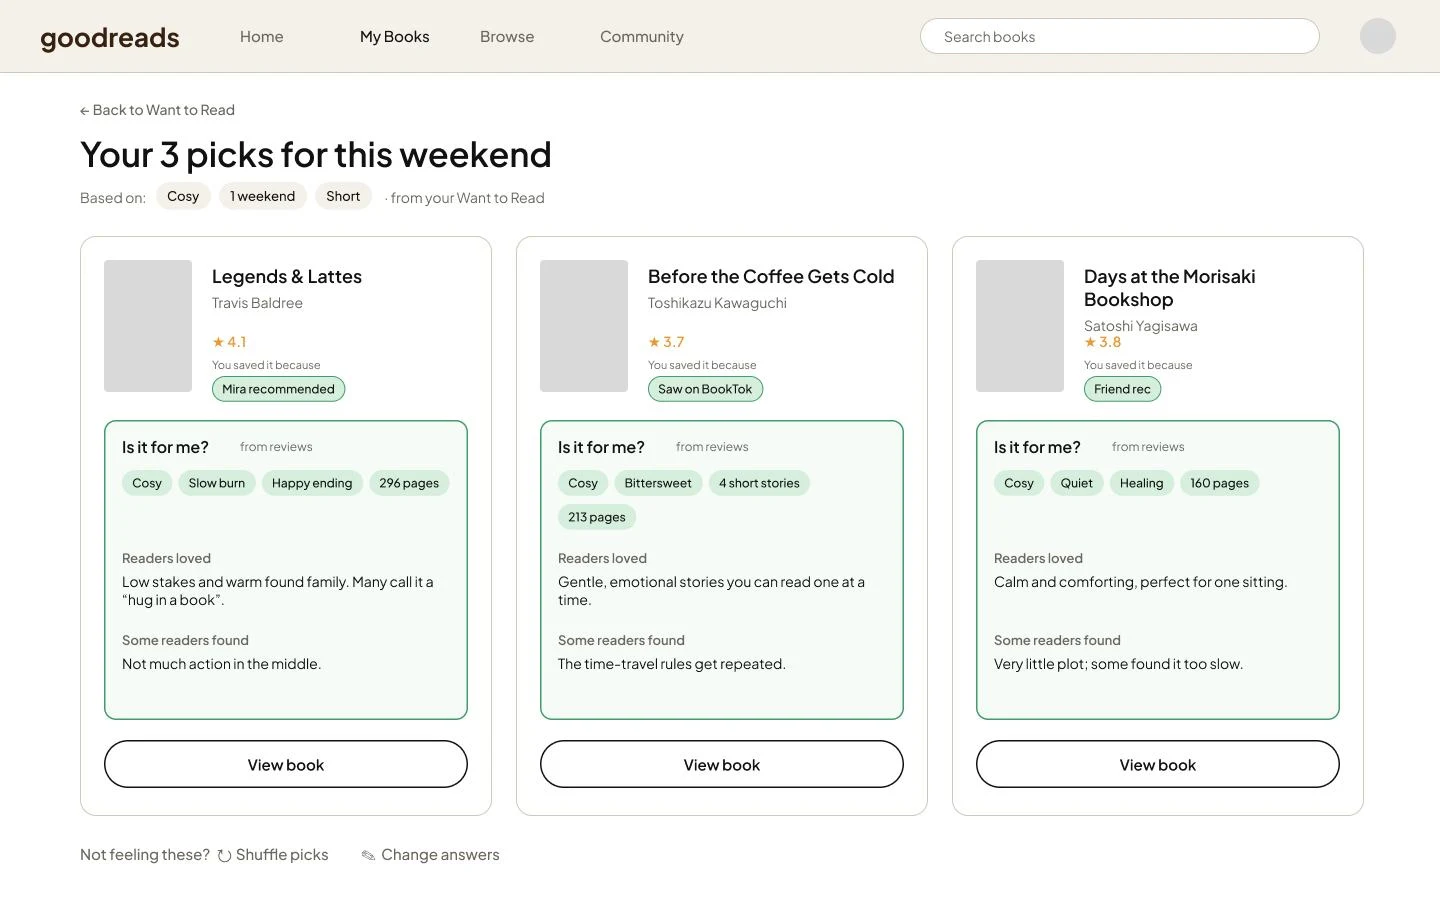 goodreads
Home
My Books
Browse
Community
Search books
← Back to Want to Read
Your 3 picks for this weekend
Based on: Cosy 1 weekend Short · from your Want to Read
Legends & Lattes
Travis Baldree
★ 4.1
You saved it because
Mira recommended
Is it for me? from reviews
Cosy Slow burn Happy ending 296 pages
Readers loved
Low stakes and warm found family. Many call it a
“hug in a book”.
Some readers found
Not much action in the middle.
View book
Before the Coffee Gets Cold
Toshikazu Kawaguchi
★ 3.7
You saved it because
Saw on BookTok
Is it for me? from reviews
Cosy Bittersweet 4 short stories
213 pages
Readers loved
Gentle, emotional stories you can read one at a
time.
Some readers found
The time-travel rules get repeated.
View book
Days at the Morisaki
Bookshop
Satoshi Yagisawa
★ 3.8
You saved it because
Friend rec
Is it for me? from reviews
Cosy Quiet Healing 160 pages
Readers loved
Calm and comforting, perfect for one sitting.
Some readers found
Very little plot; some found it too slow.
View book
Not feeling these? ↻ Shuffle picks ✎ Change answers